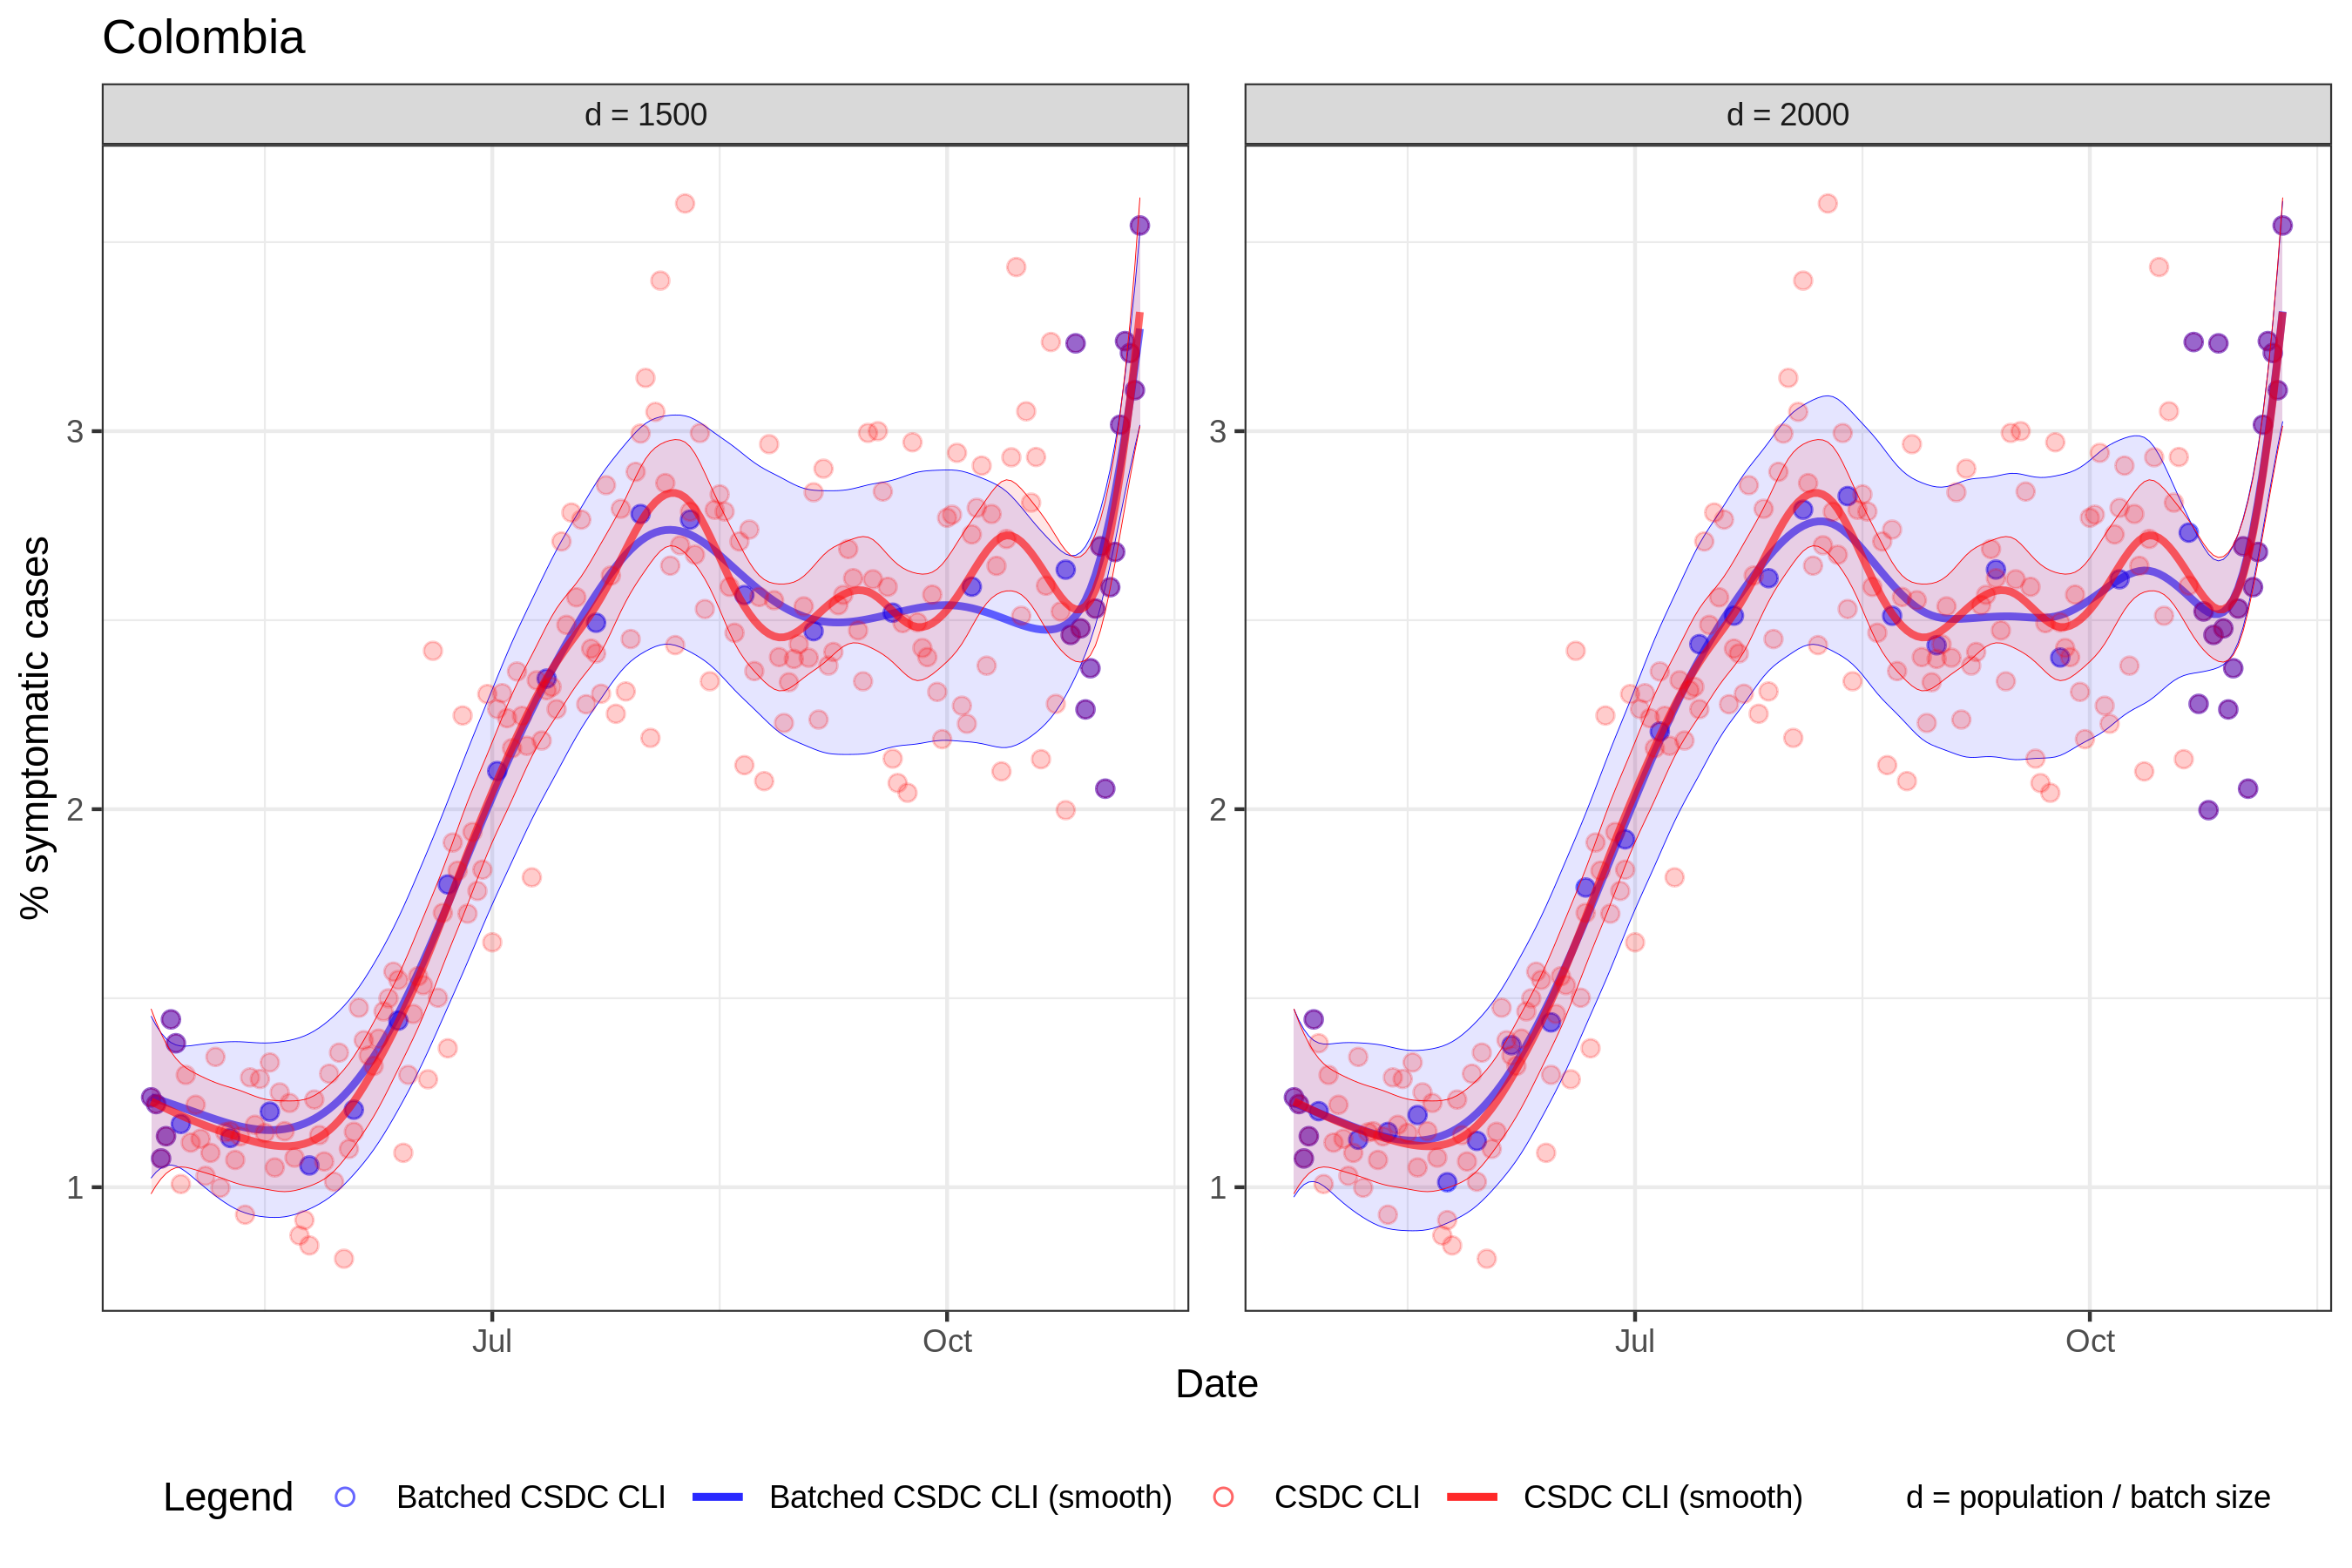 Colombia
d = 1500
d = 2000
% symptomatic cases
3
2
1
3
2
1
Jul
Oct
Jul
Oct
Date
Legend
Batched CSDC CLI
Batched CSDC CLI (smooth)
CSDC CLI
CSDC CLI (smooth)
d = population / batch size